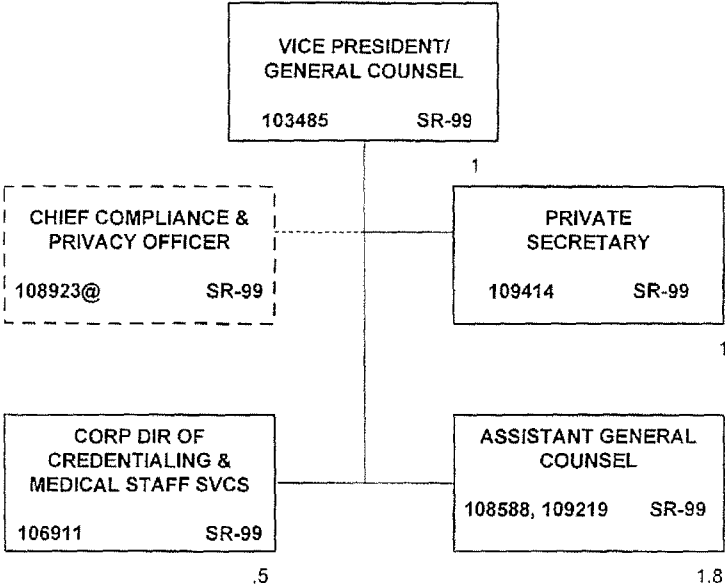 VICE PRESIDENT/
GENERAL COUNSEL
103485 SR-99
1
CHIEF COMPLIANCE &
PRIVACY OFFICER
108923@ SR-99
PRIVATE
SECRETARY
109414 SR-99
1
CORP DIR OF
CREDENTIALING &
MEDICAL STAFF SVCS
106911 SR-99
.5
ASSISTANT GENERAL
COUNSEL
108588, 109219 SR-99
1.8